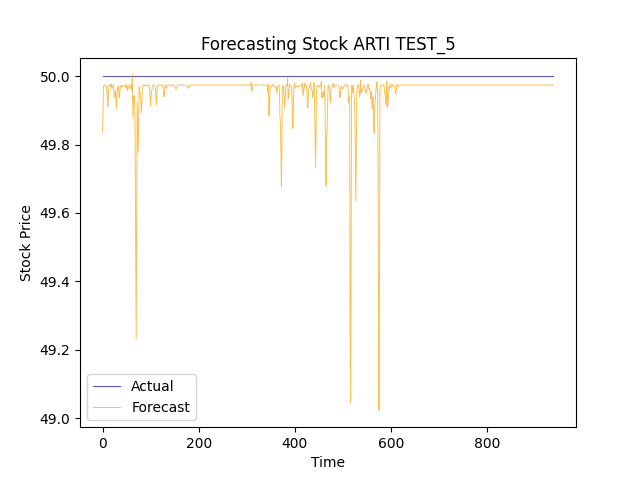 Forecasting Stock ARTI TEST_5
50.0
49.8
49.6
49.4
49.2
49.0
Stock Price
Actual
Forecast
0 200 400 600 800
Time